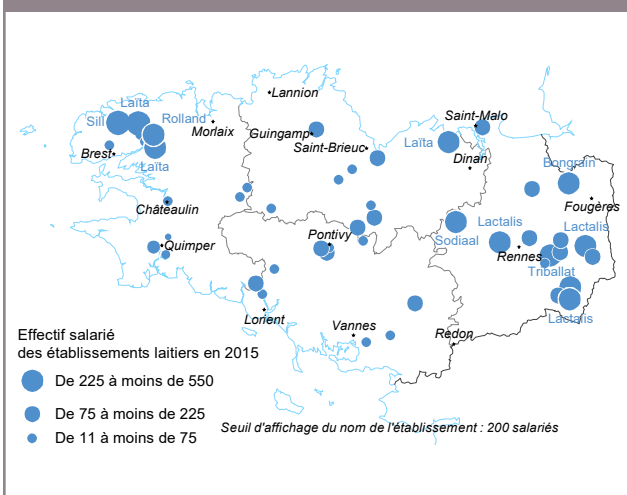 Lannion
Laïta
Sill
Rolland
Morlaix
Saint-Malo
Guingamp
Saint-Brieuc
Laïta
Brest
Laïta
Dinan
Bongrain
Châteaulin
Fougères
Lactalis
Lactalis
Quimper
Pontivy
Sodiaal
Rennes
Triballat
Lorient
Vannes
Redon
Lactalis
Effectif salarié
des établissements laitiers en 2015
De 225 à moins de 550
De 75 à moins de 225
De 11 à moins de 75
Seuil d'affichage du nom de l'établissement : 200 salariés